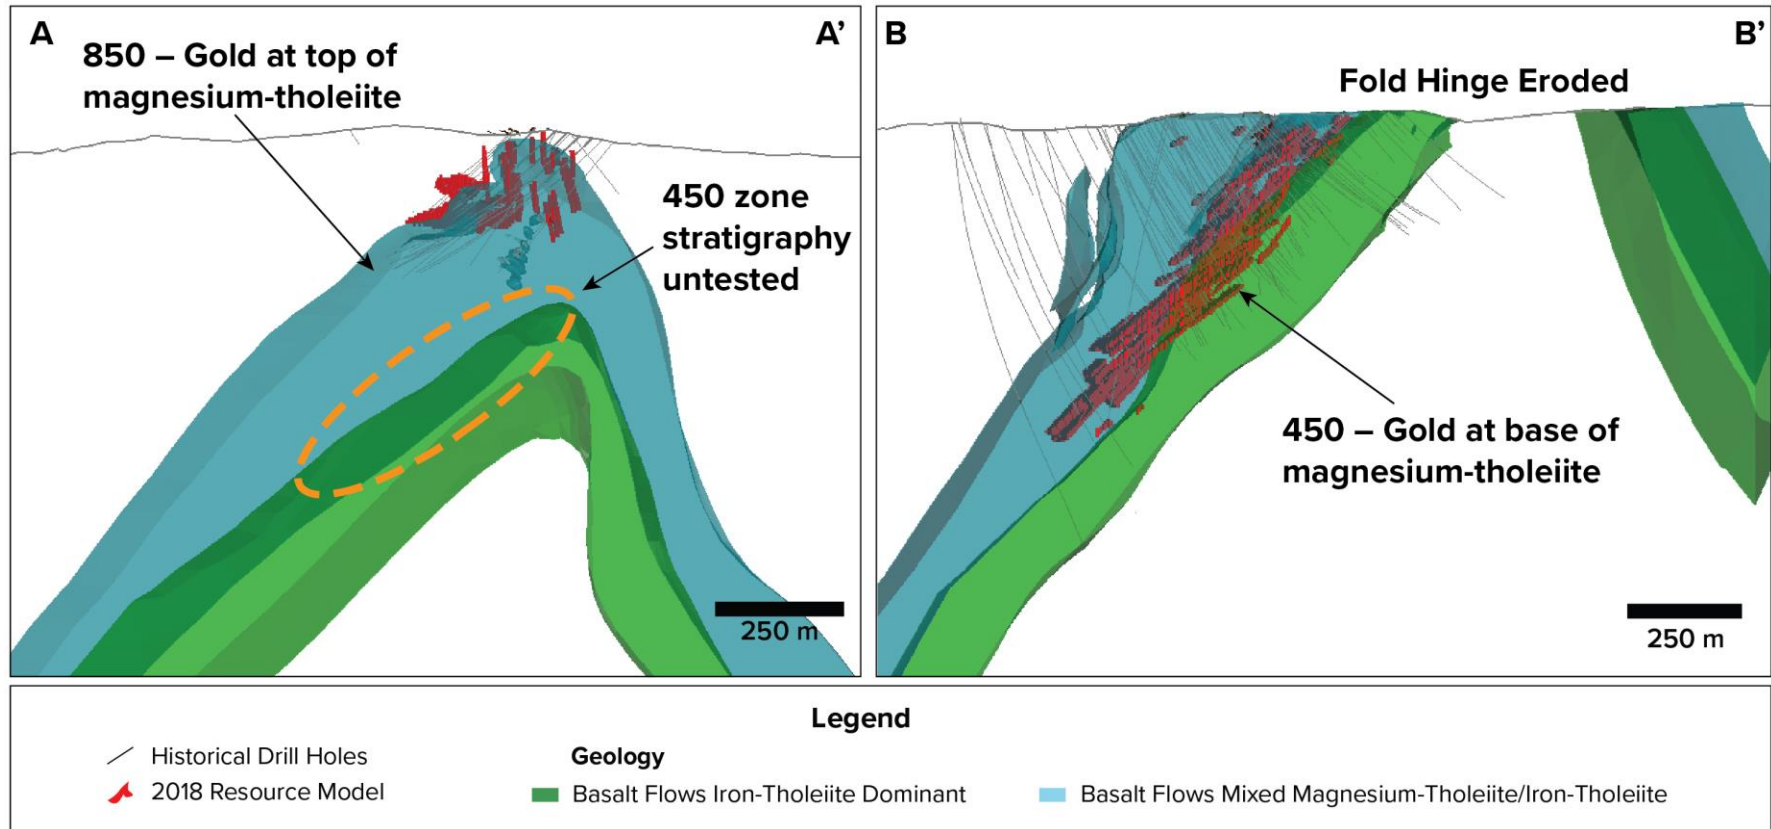 A
A’
850 – Gold at top of
magnesium-tholeiite
450 zone
stratigraphy
untested
250 m
B
B’
Fold Hinge Eroded
450 – Gold at base of
magnesium-tholeiite
250 m
Legend
Historical Drill Holes
2018 Resource Model
Geology
Basalt Flows Iron-Tholeiite Dominant
Basalt Flows Mixed Magnesium-Tholeiite/Iron-Tholeiite